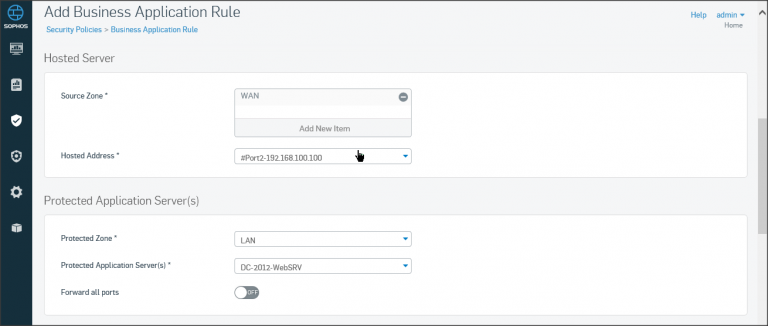 SOPHOS
Add Business Application Rule
Help admin
Security Policies > Business Application Rule
Home
Hosted Server
Source Zone *
WAN
Add New Item
Hosted Address *
#Port2-192.168.100.100
Protected Application Server(s)
Protected Zone *
LAN
Protected Application Server(s) *
DC-2012-WebSRV
Forward all ports
OFF